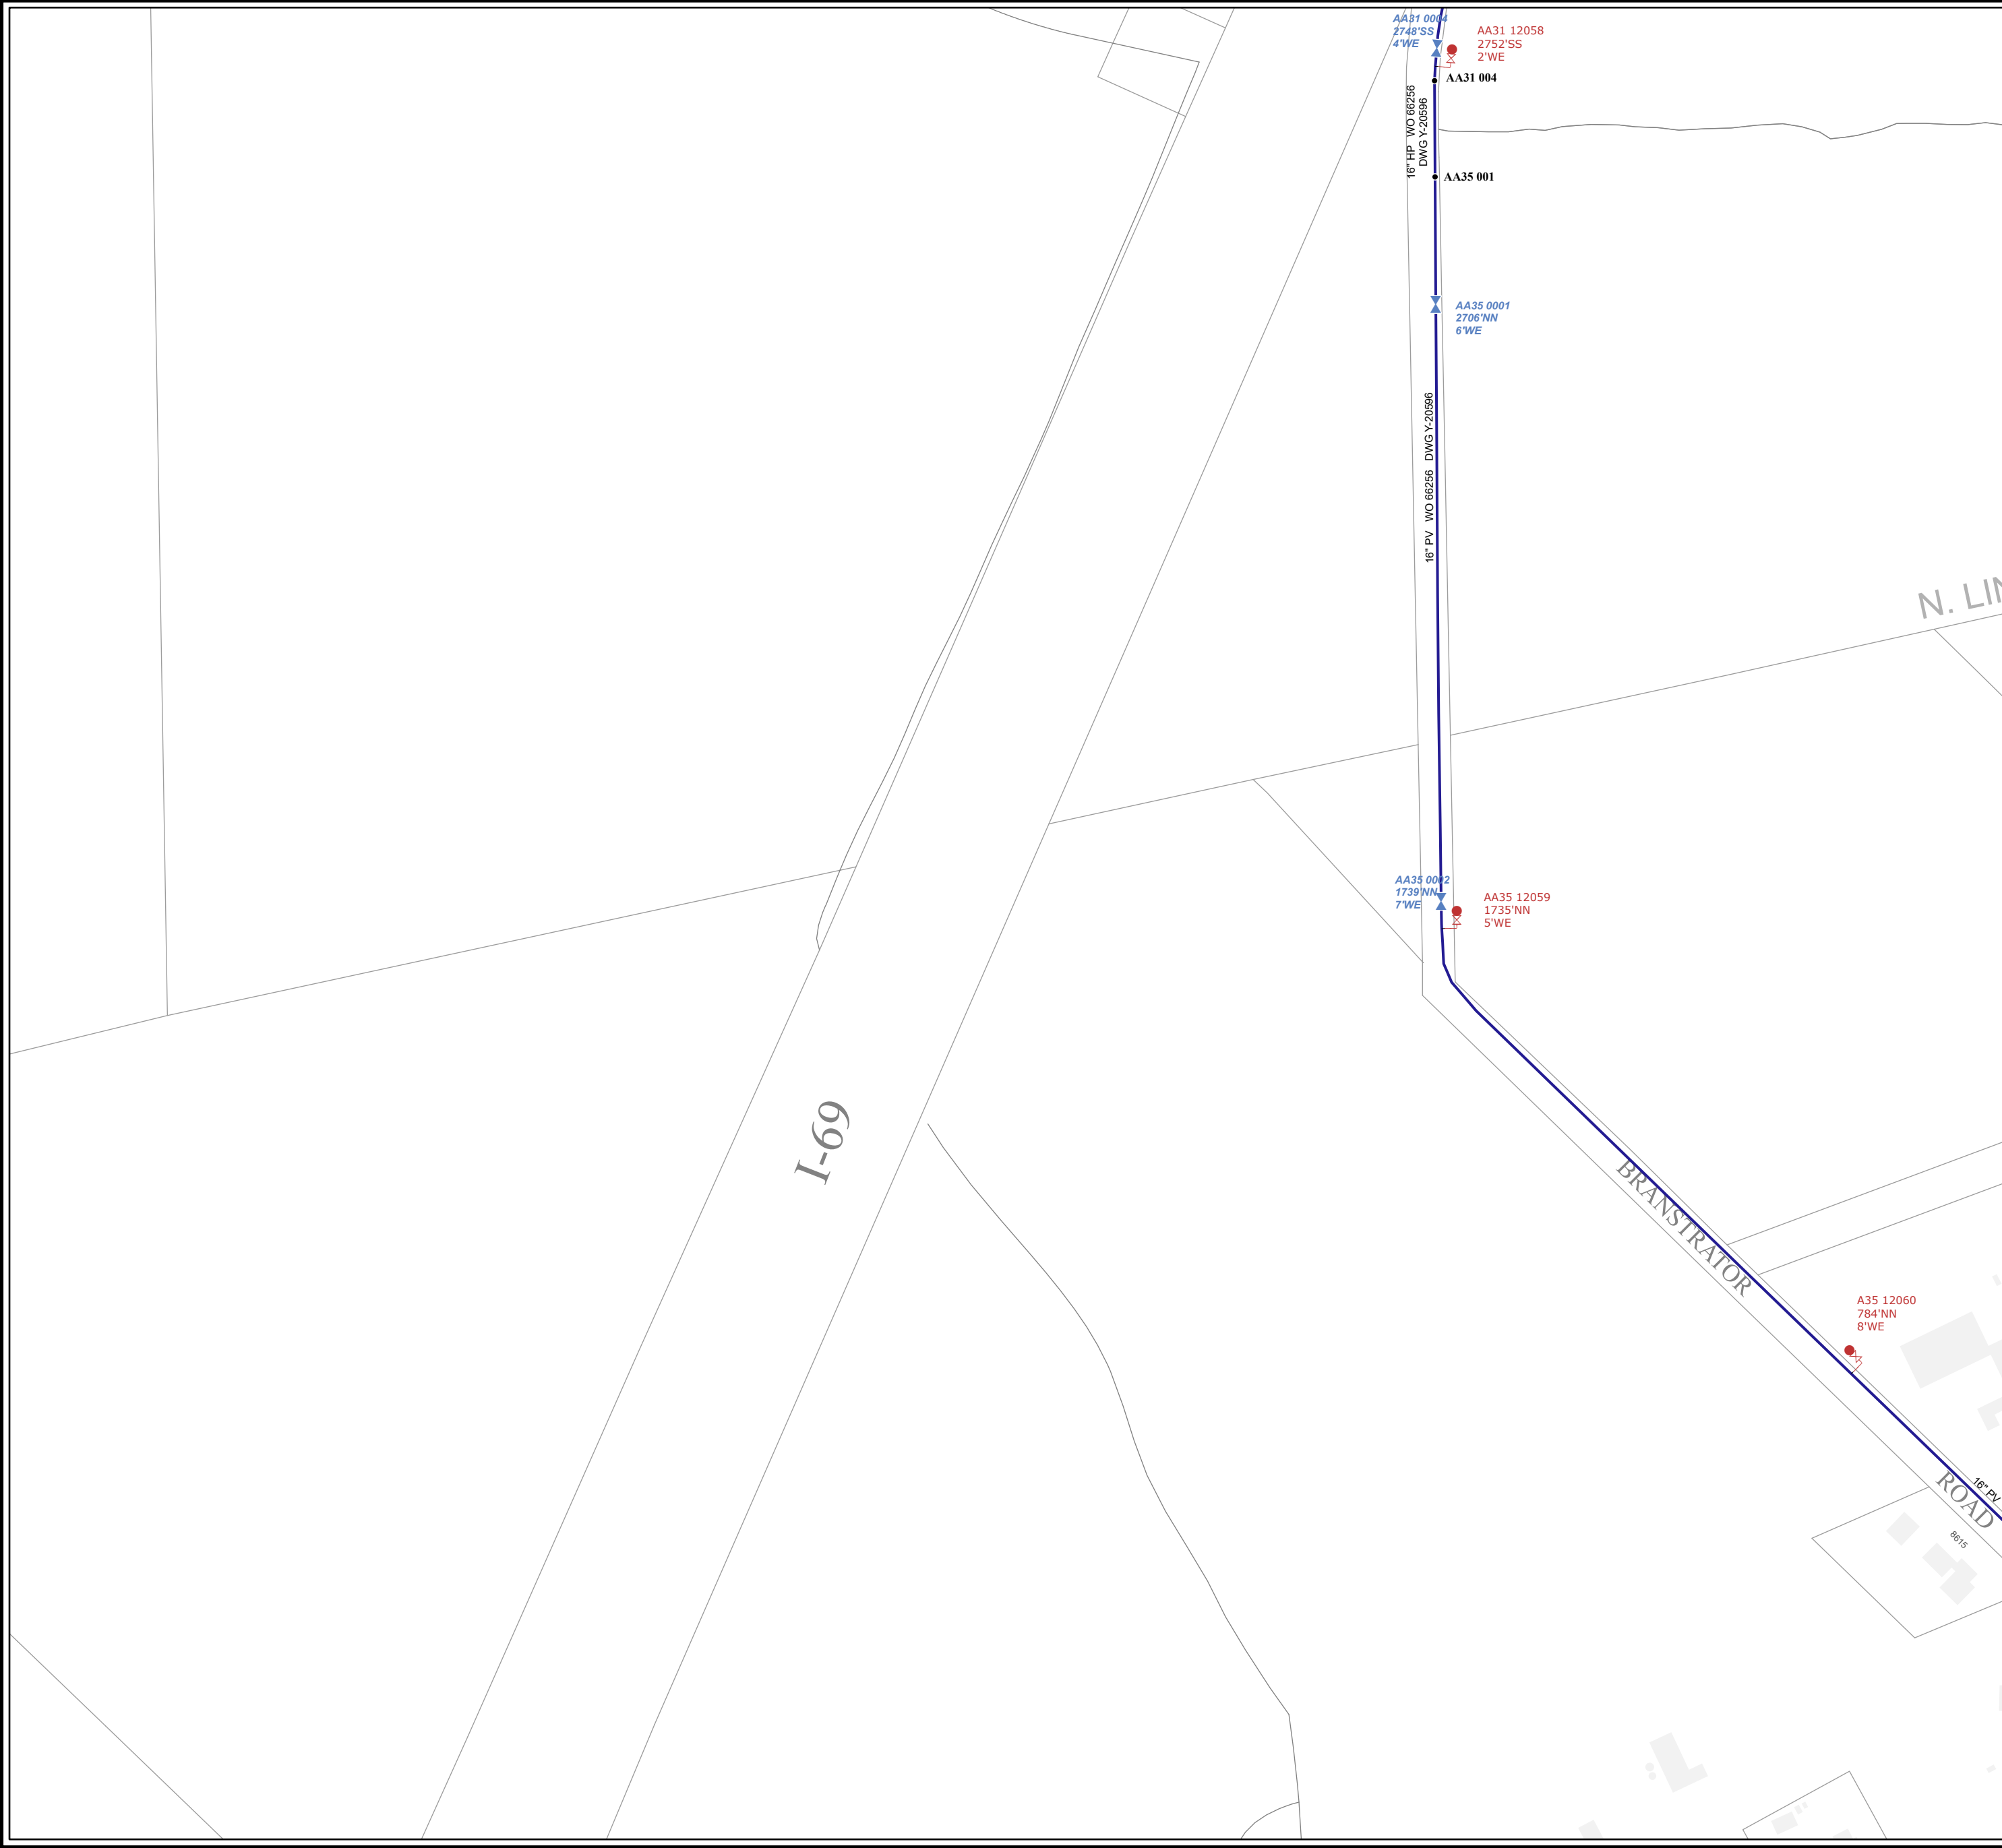 AA31 0004
2748'SS
4'WE
AA31 12058
2752'SS
2'WE
AA31 004
16" HP WO 66256
DWG Y-20596
AA35 001
AA35 0001
2706'NN
6'WE
16" PV WO 66256 DWG Y-20596
N. LIN
AA35 0002
1739'NN
7'WE
AA35 12059
1735'NN
5'WE
I-69
BRANSTRATOR
A35 12060
784'NN
8'WE
16" PV
ROAD
8615